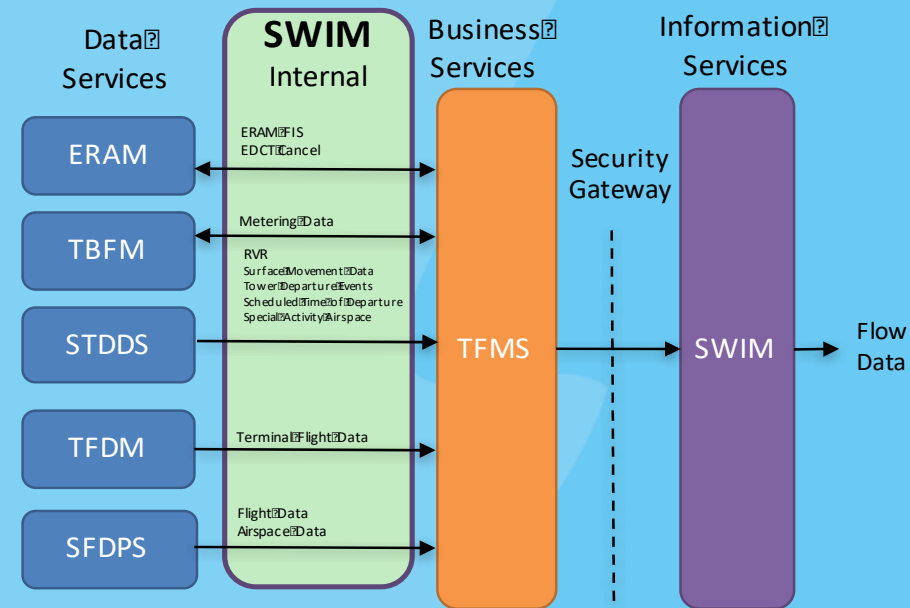 Data⍰
Services
SWIM
Internal
Business⍰
Services
Information⍰
Services
ERAM
ERAM⍰FIS
EDCT⍰Cancel
Security
Gateway
TBFM
Metering⍰Data
RVR
Surface⍰Movement⍰Data
Tower⍰Departure⍰Events
Scheduled⍰Time⍰of⍰Departure
Special⍰Activity⍰Airspace
STDDS
TFMS
SWIM
Flow
Data
TFDM
Terminal⍰Flight⍰Data
SFDPS
Flight⍰Data
Airspace⍰Data